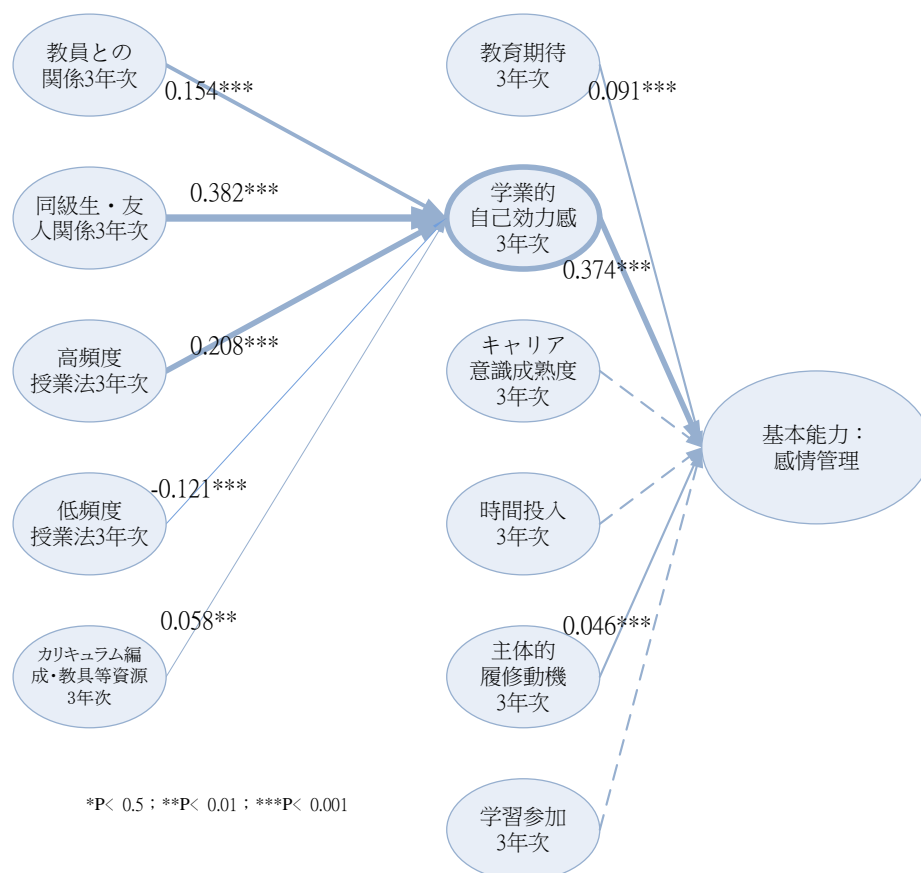 教員との
関係3年次
0.154***
同級生・友
人関係3年次
0.382***
高頻度
授業法3年次
0.208***
低頻度
授業法3年次
-0.121***
カリキュラム編
成・教具等資源
3年次
0.058**
教育期待
3年次
0.091***
学業的
自己効力感
3年次
0.374***
キャリア
意識成熟度
3年次
時間投入
3年次
主体的
履修動機
3年次
0.046***
学習参加
3年次
基本能力：
感情管理
*P< 0.5；**P< 0.01；***P< 0.001